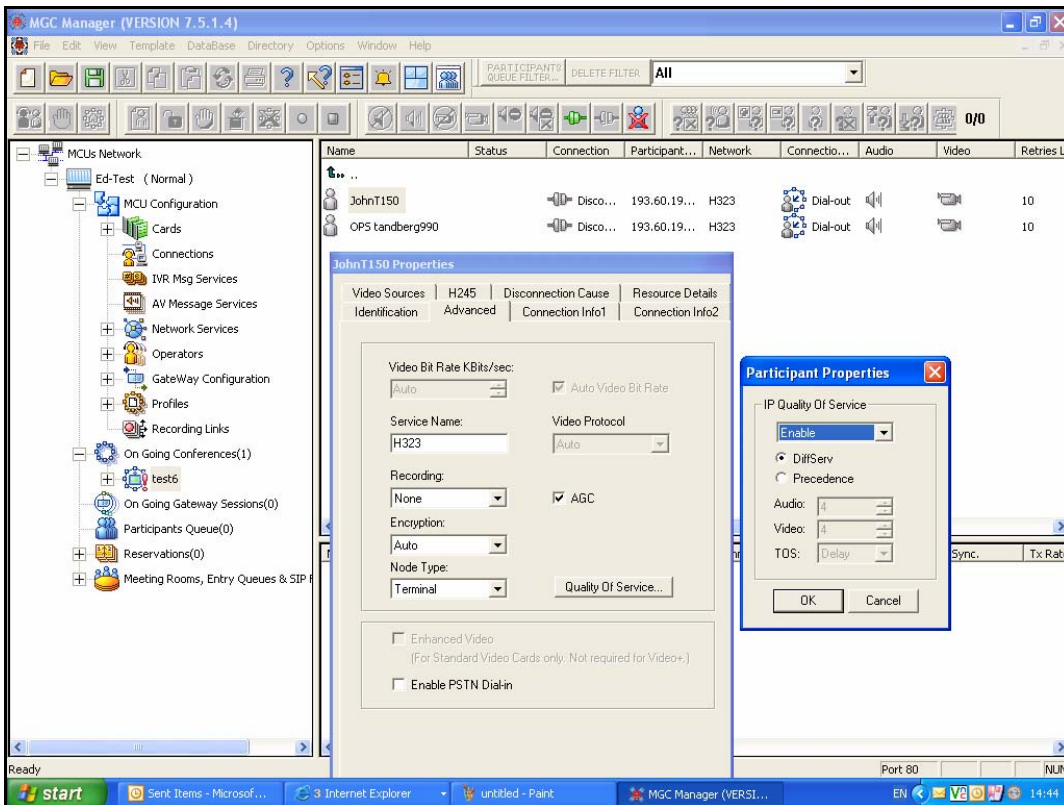 MGC Manager (VERSION 7.5.1.4)
File Edit View Template DataBase Directory Options Window Help
PARTICIPANTS QUEUE FILTER... DELETE FILTER All
0/0
MCUs Network
Ed-Test ( Normal )
MCU Configuration
Cards
Connections
IVR Msg Services
AV Message Services
Network Services
Operators
GateWay Configuration
Profiles
Recording Links
On Going Conferences(1)
test6
On Going Gateway Sessions(0)
Participants Queue(0)
Reservations(0)
Meeting Rooms, Entry Queues & SIP F
Name Status Connection Participant... Network Connectio... Audio Video Retries L
..
JohnT150 Disco... 193.60.19... H323 Dial-out 10
OPS tandberg990 Disco... 193.60.19... H323 Dial-out 10
JohnT150 Properties
Video Sources H245 Disconnection Cause Resource Details
Identification Advanced Connection Info1 Connection Info2
Video Bit Rate KBits/sec:
Auto Auto Video Bit Rate
Service Name: Video Protocol
H323 Auto
Recording:
None AGC
Encryption:
Auto
Node Type:
Terminal Quality Of Service...
Enhanced Video
(For Standard Video Cards only. Not required for Video+.)
Enable PSTN Dial-in
Participant Properties
IP Quality Of Service
Enable
DiffServ
Precedence
Audio: 4
Video: 4
TOS: Delay
OK Cancel
Sync. Tx Rat
Ready Port 80 NUM
start Sent Items - Microsof... 3 Internet Explorer untitled - Paint MGC Manager (VERSI... EN 14:44